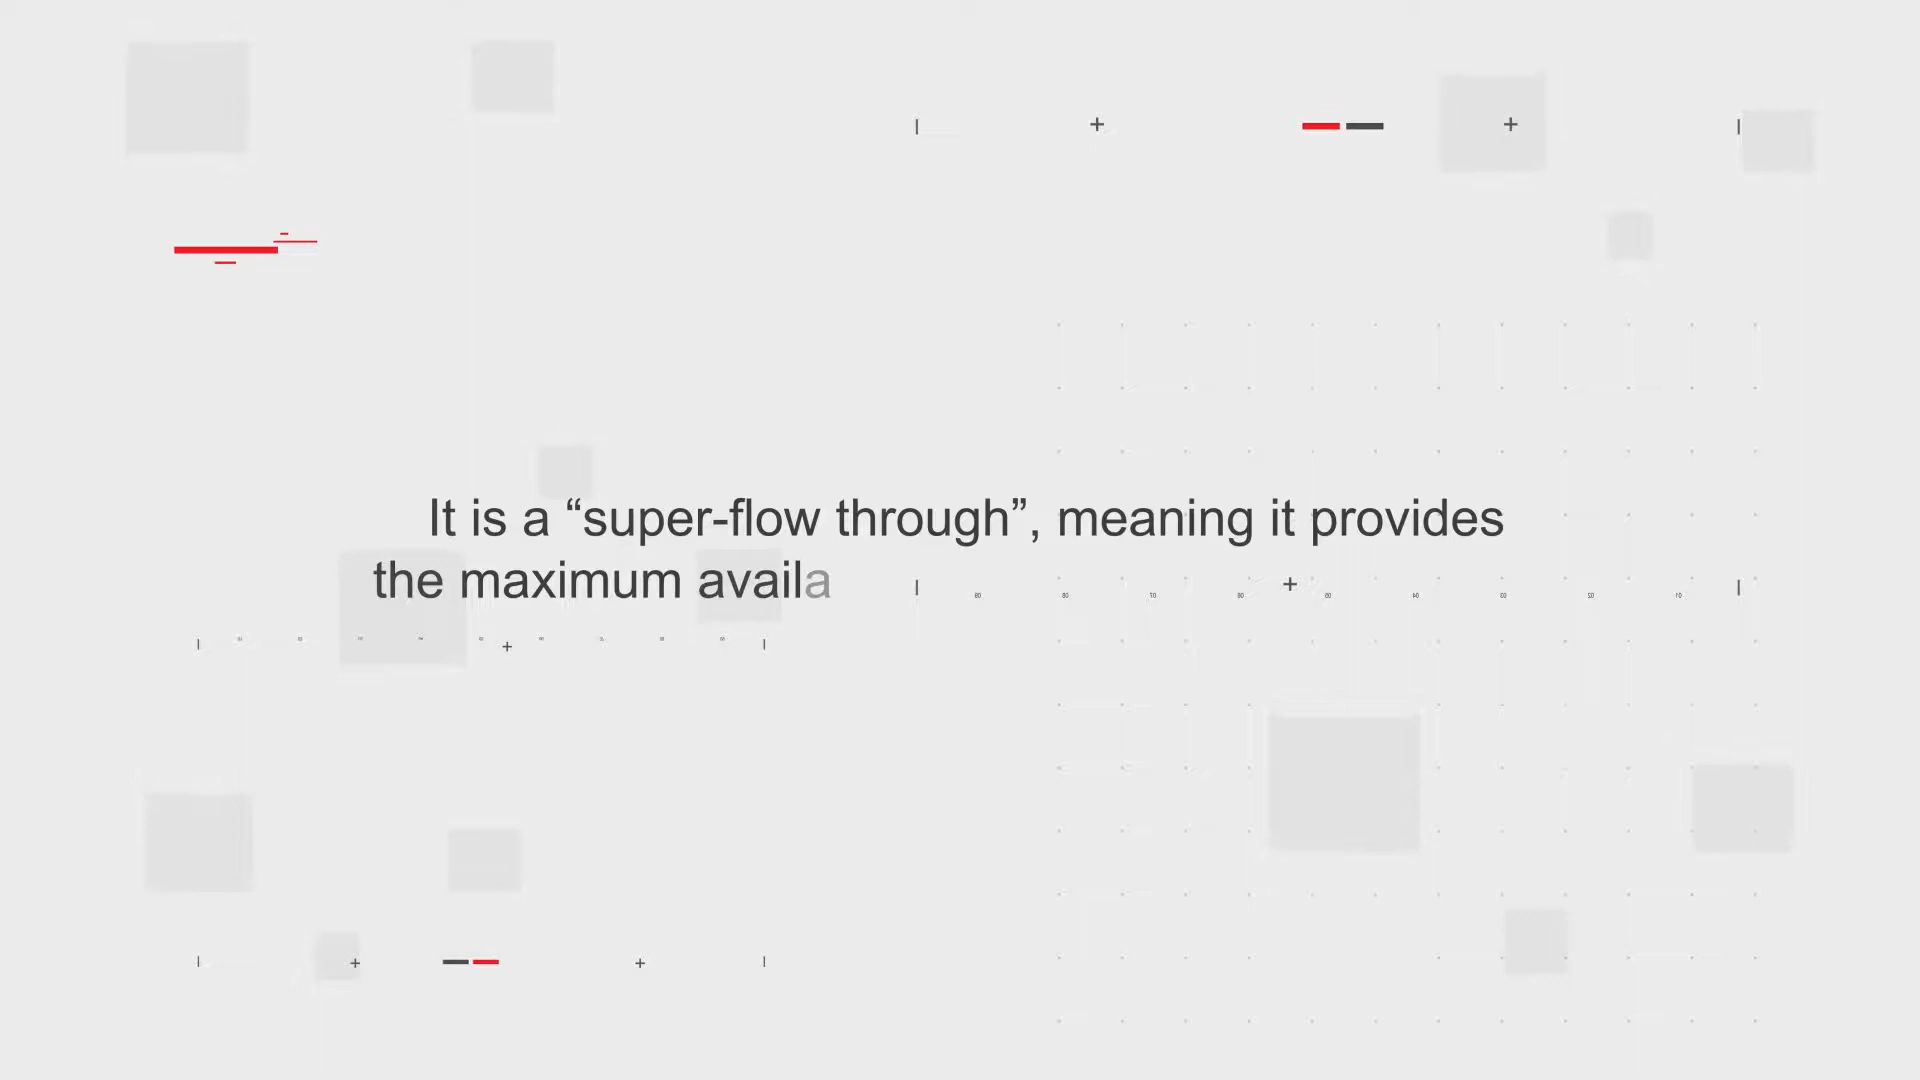 It is a “super-flow through”, meaning it provides
the maximum availa